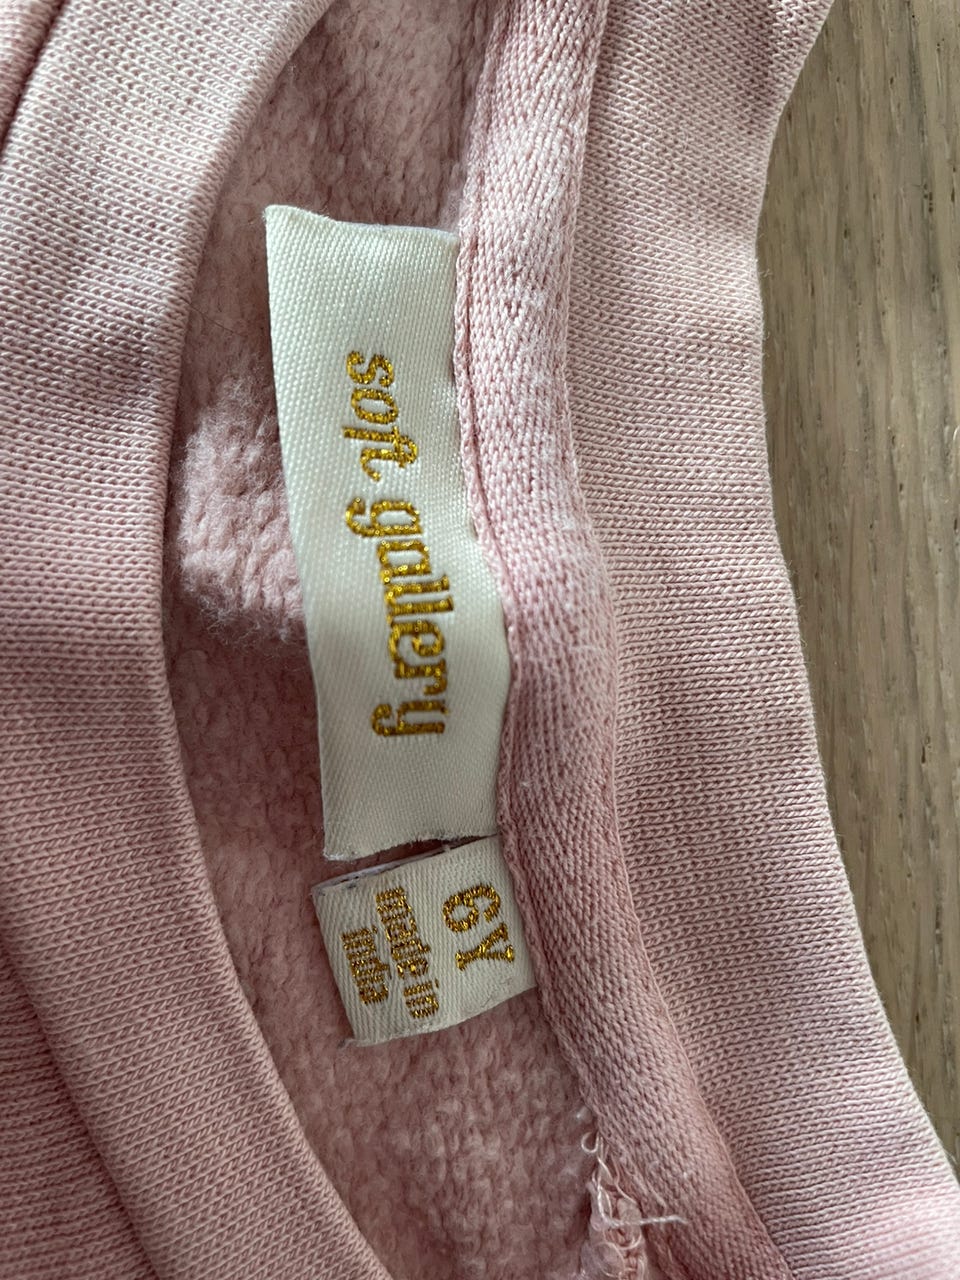 soft gallery
6Y
made in
india